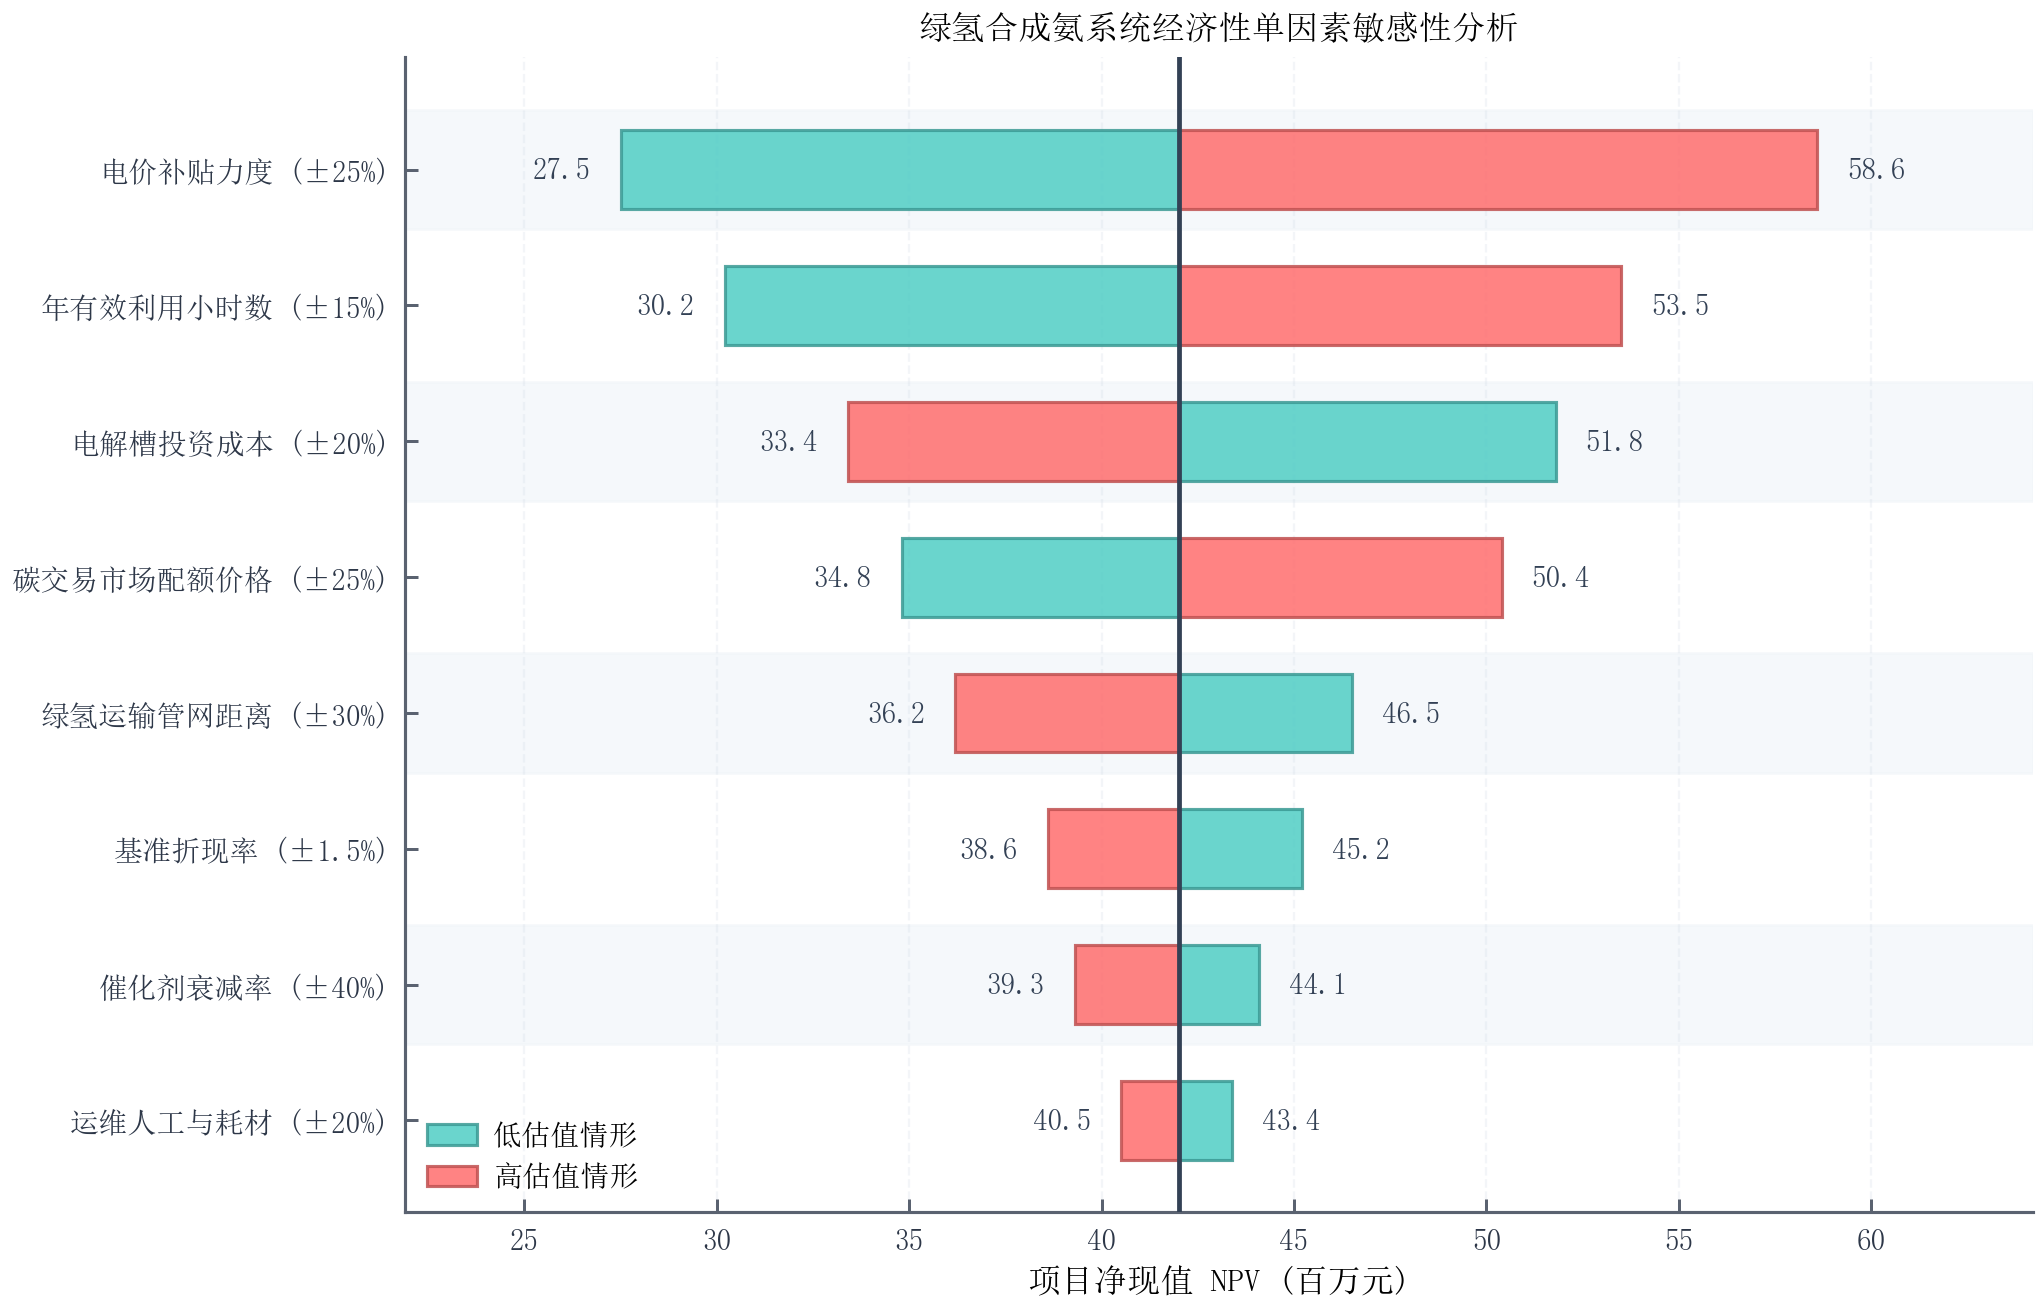 绿氢合成氨系统经济性单因素敏感性分析
电价补贴力度 (±25%)
27.5
58.6
年有效利用小时数 (±15%)
30.2
53.5
电解槽投资成本 (±20%)
33.4
51.8
碳交易市场配额价格 (±25%)
34.8
50.4
绿氢运输管网距离 (±30%)
36.2
46.5
基准折现率 (±1.5%)
38.6
45.2
催化剂衰减率 (±40%)
39.3
44.1
运维人工与耗材 (±20%)
40.5
43.4
低估值情形
高估值情形
25 30 35 40 45 50 55 60
项目净现值 NPV (百万元)